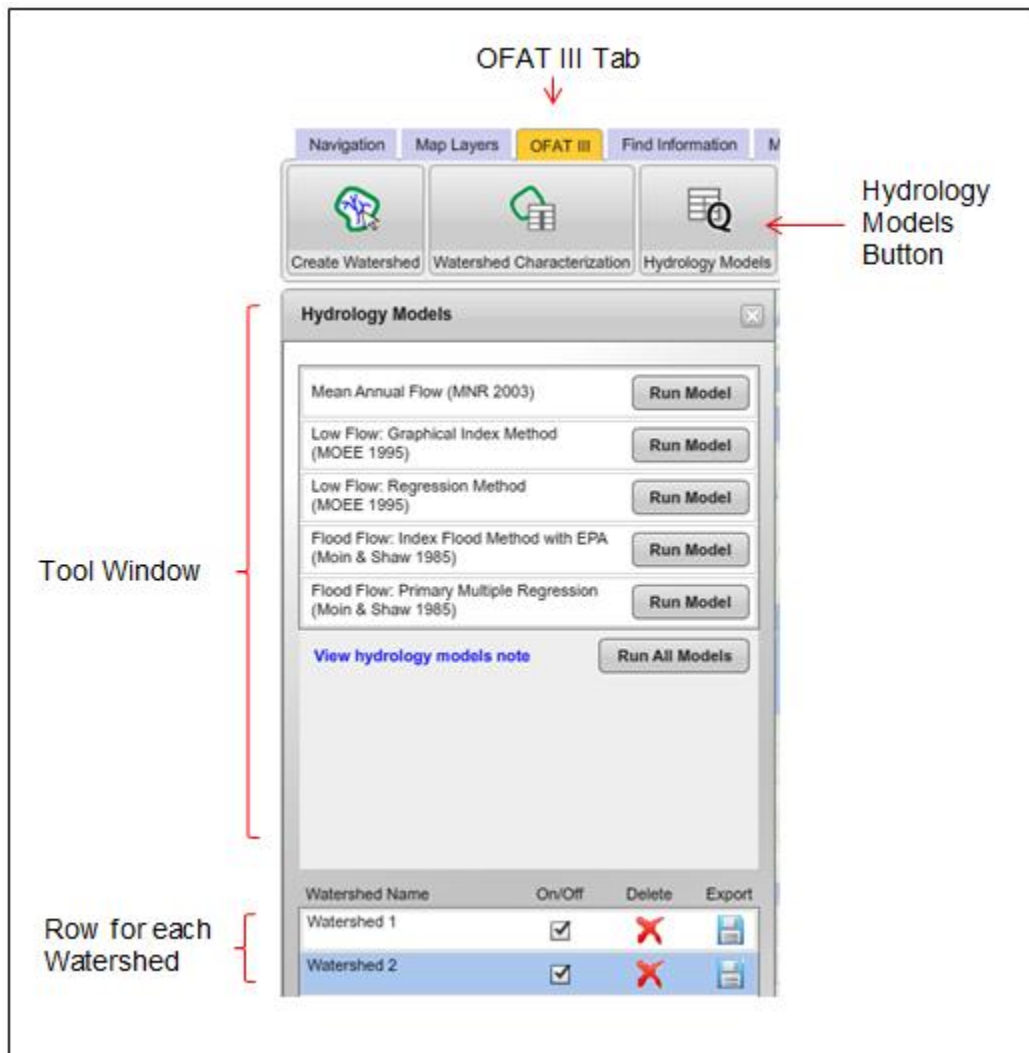 OFAT III Tab
Navigation Map Layers OFAT III Find Information M
Create Watershed Watershed Characterization Hydrology Models
Hydrology
Models
Button
Hydrology Models
Mean Annual Flow (MNR 2003) Run Model
Low Flow: Graphical Index Method
(MOEE 1995) Run Model
Low Flow: Regression Method
(MOEE 1995) Run Model
Flood Flow: Index Flood Method with EPA
(Moin & Shaw 1985) Run Model
Flood Flow: Primary Multiple Regression
(Moin & Shaw 1985) Run Model
View hydrology models note Run All Models
Tool Window
Watershed Name On/Off Delete Export
Watershed 1
Watershed 2
Row for each
Watershed